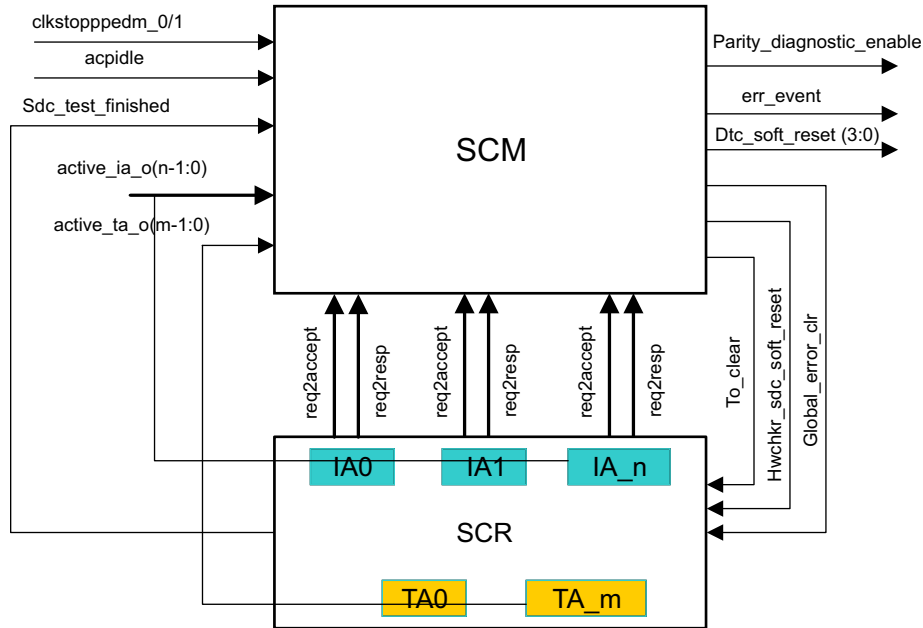 clkstopppedm_0/1
acpidle
Sdc_test_finished
active_ia_o(n-1:0)
active_ta_o(m-1:0)
SCM
Parity_diagnostic_enable
err_event
Dtc_soft_reset (3:0)
req2accept
req2resp
req2accept
req2resp
req2accept
req2resp
To_clear
Hwchkr_sdc_soft_reset
Global_error_clr
IA0
IA1
IA_n
SCR
TA0
TA_m